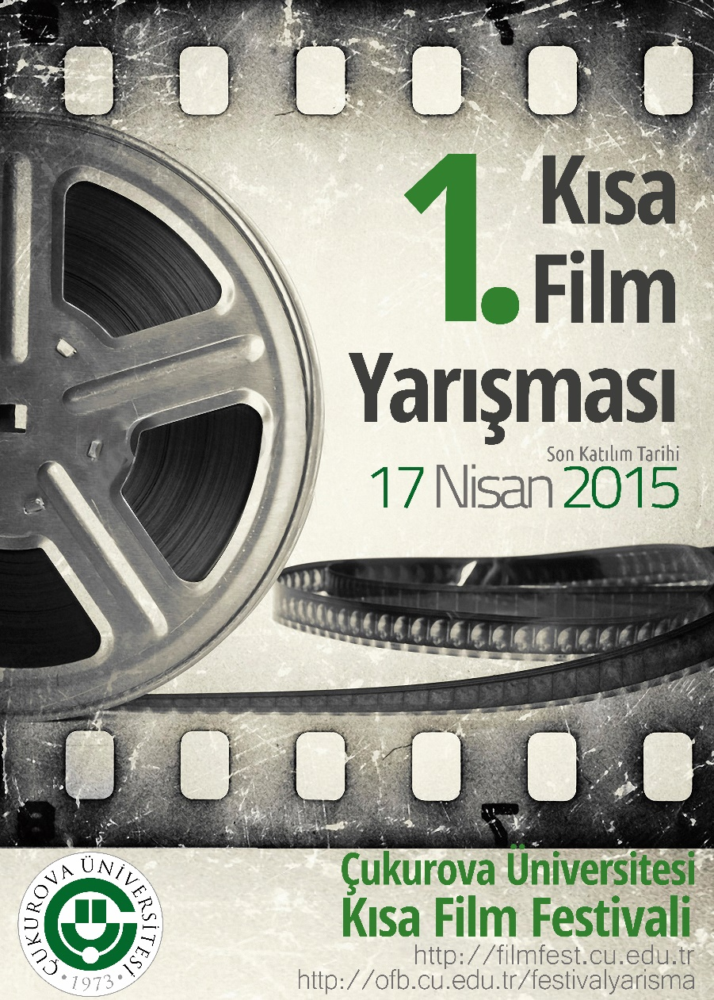 1. Kısa
Film
Yarışması
Son Katılım Tarihi
17 Nisan 2015
ÇUKUROVA ÜNİVERSİTESİ
• 1973 •
Çukurova Üniversitesi
Kısa Film Festivali
http://filmfest.cu.edu.tr
http://ofb.cu.edu.tr/festivalyarisma